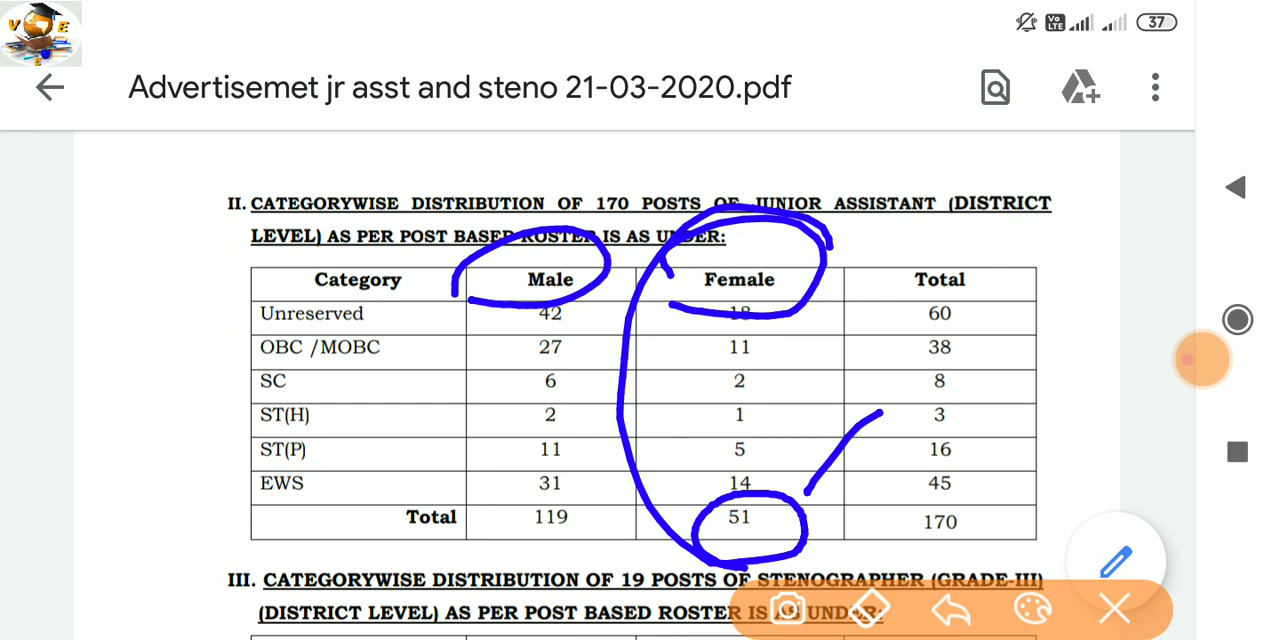 V E
E
Vo LTE 37
Advertisemet jr asst and steno 21-03-2020.pdf
II. CATEGORYWISE DISTRIBUTION OF 170 POSTS OF JUNIOR ASSISTANT (DISTRICT
LEVEL) AS PER POST BASED ROSTER IS AS UNDER:
Category Male Female Total
Unreserved 42 18 60
OBC /MOBC 27 11 38
SC 6 2 8
ST(H) 2 1 3
ST(P) 11 5 16
EWS 31 14 45
Total 119 51 170
III. CATEGORYWISE DISTRIBUTION OF 19 POSTS OF STENOGRAPHER (GRADE-III)
(DISTRICT LEVEL) AS PER POST BASED ROSTER IS AS UNDER: